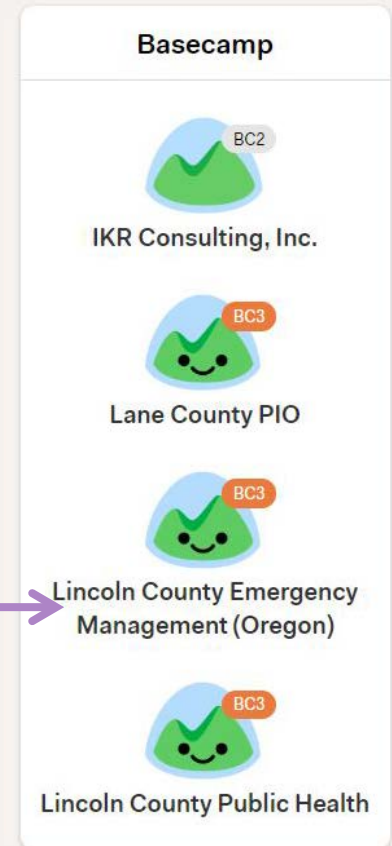 Basecamp
BC2
IKR Consulting, Inc.
BC3
Lane County PIO
BC3
Lincoln County Emergency
Management (Oregon)
BC3
Lincoln County Public Health